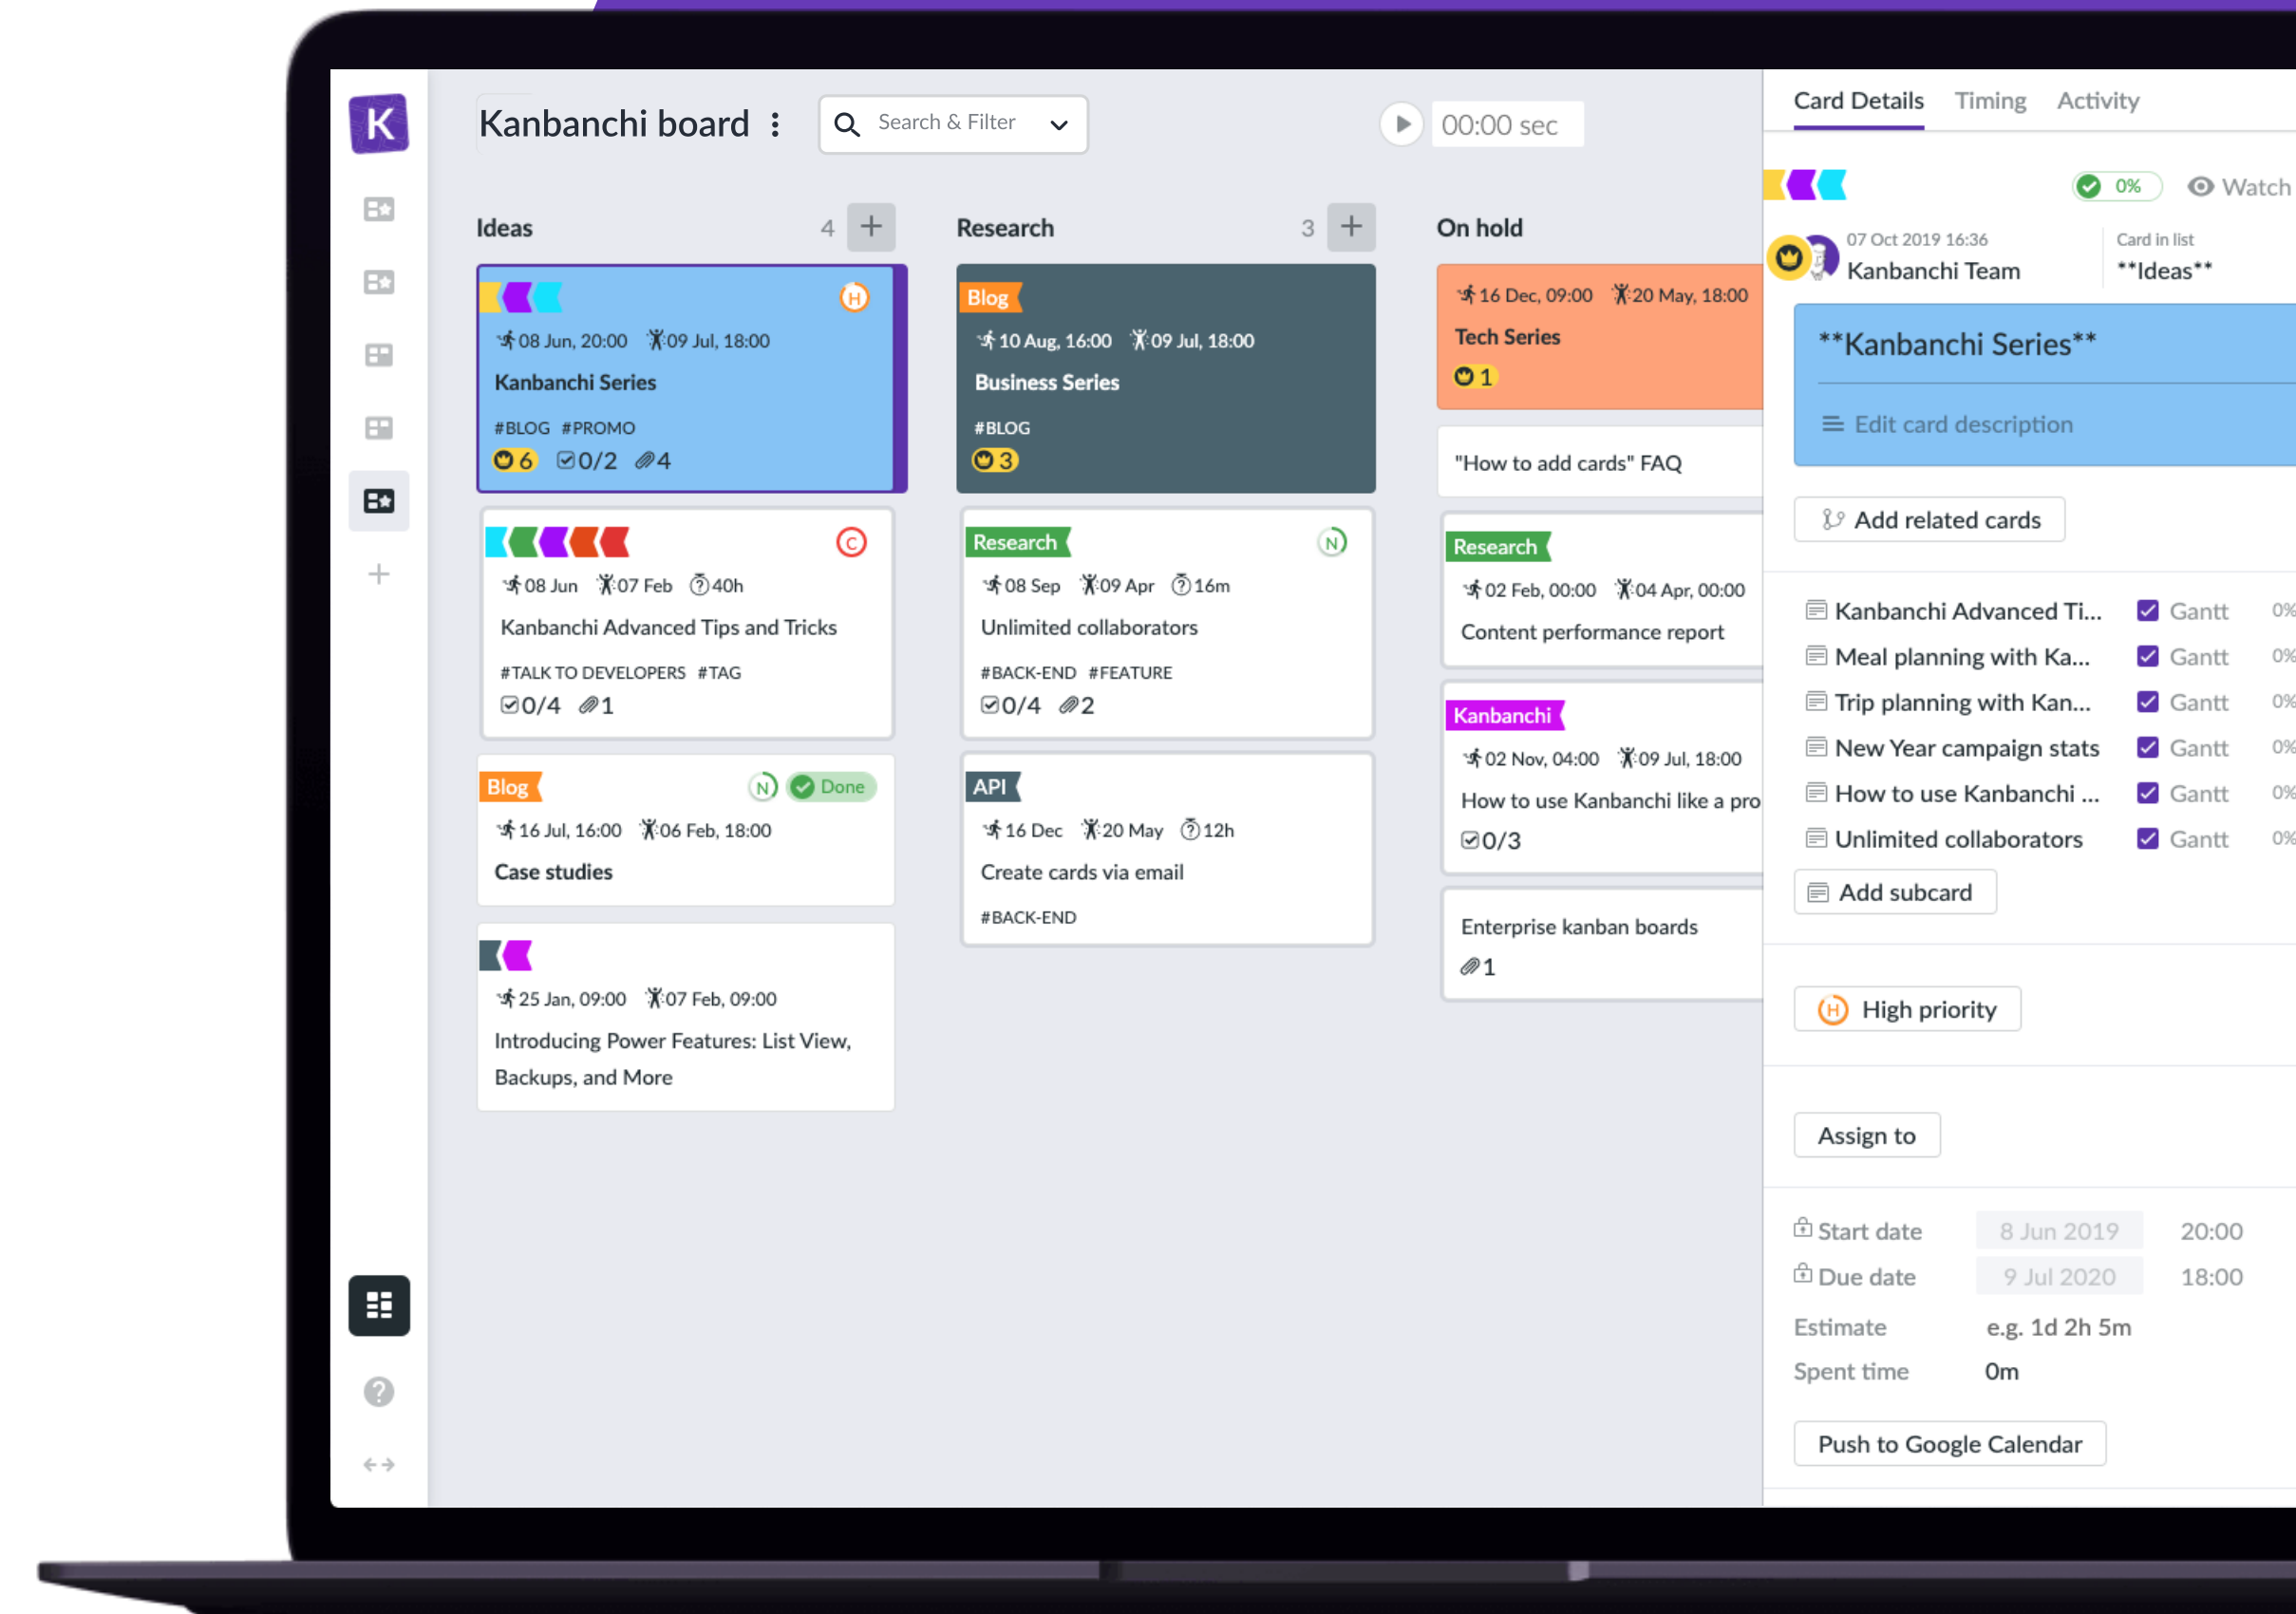 K
Kanbanchi board
Search & Filter
00:00 sec
Ideas
4
H
08 Jun, 20:00 09 Jul, 18:00
Kanbanchi Series
#BLOG #PROMO
6 0/2 4
C
08 Jun 07 Feb 40h
Kanbanchi Advanced Tips and Tricks
#TALK TO DEVELOPERS #TAG
0/4 1
Blog N Done
16 Jul, 16:00 06 Feb, 18:00
Case studies
25 Jan, 09:00 07 Feb, 09:00
Introducing Power Features: List View,
Backups, and More
Research
3
Blog
10 Aug, 16:00 09 Jul, 18:00
Business Series
#BLOG
3
Research N
08 Sep 09 Apr 16m
Unlimited collaborators
#BACK-END #FEATURE
0/4 2
API
16 Dec 20 May 12h
Create cards via email
#BACK-END
On hold
16 Dec, 09:00 20 May, 18:00
Tech Series
1
"How to add cards" FAQ
Research
02 Feb, 00:00 04 Apr, 00:00
Content performance report
Kanbanchi
02 Nov, 04:00 09 Jul, 18:00
How to use Kanbanchi like a pro
0/3
Enterprise kanban boards
1
Card Details Timing Activity
0% Watch
07 Oct 2019 16:36
Kanbanchi Team
Card in list
**Ideas**
**Kanbanchi Series**
Edit card description
Add related cards
Kanbanchi Advanced Ti... Gantt 0%
Meal planning with Ka... Gantt 0%
Trip planning with Kan... Gantt 0%
New Year campaign stats Gantt 0%
How to use Kanbanchi ... Gantt 0%
Unlimited collaborators Gantt 0%
Add subcard
H High priority
Assign to
Start date 8 Jun 2019 20:00
Due date 9 Jul 2020 18:00
Estimate e.g. 1d 2h 5m
Spent time 0m
Push to Google Calendar